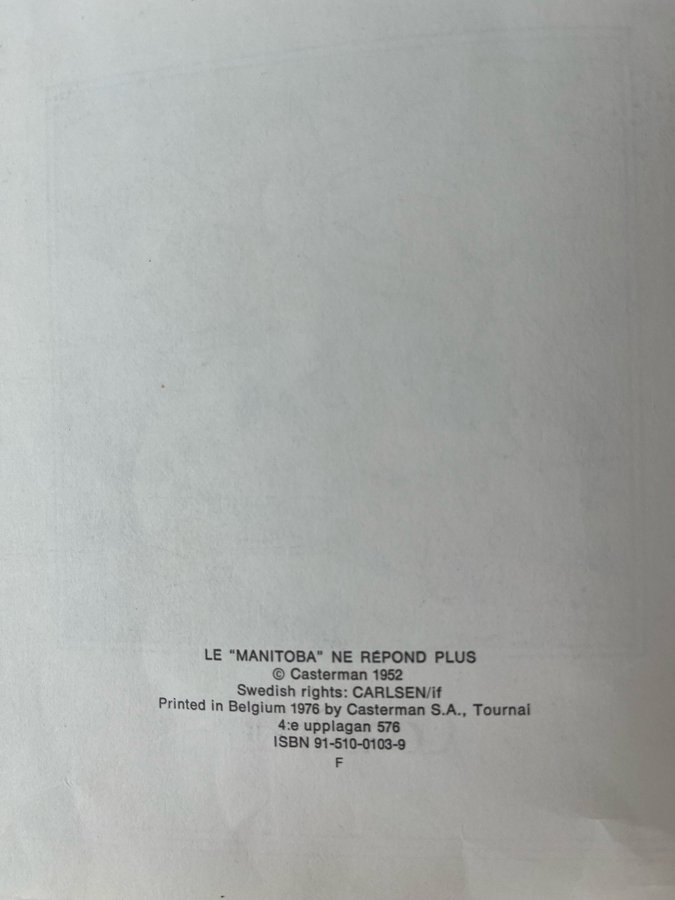 LE "MANITOBA" NE RÉPOND PLUS
© Casterman 1952
Swedish rights: CARLSEN/if
Printed in Belgium 1976 by Casterman S.A., Tournai
4:e upplagan 576
ISBN 91-510-0103-9
F